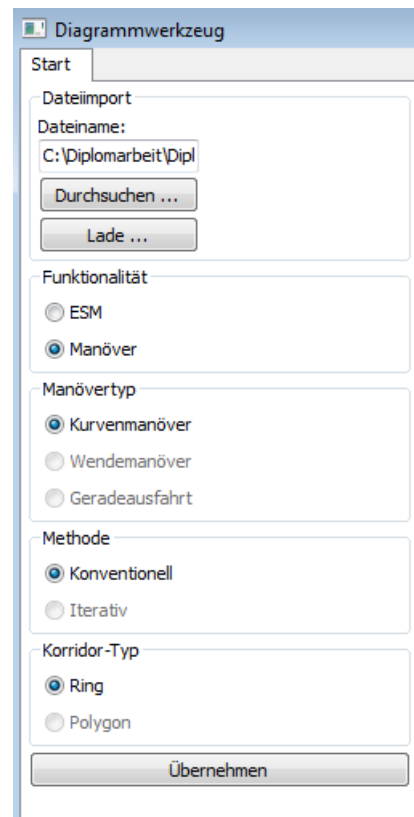 Diagrammwerkzeug
Start
Dateiimport
Dateiname:
C:\Diplomarbeit\Dipl
Durchsuchen ...
Lade ...
Funktionalität
ESM
Manöver
Manövertyp
Kurvenmanöver
Wendemanöver
Geradeausfahrt
Methode
Konventionell
Iterativ
Korridor-Typ
Ring
Polygon
Übernehmen